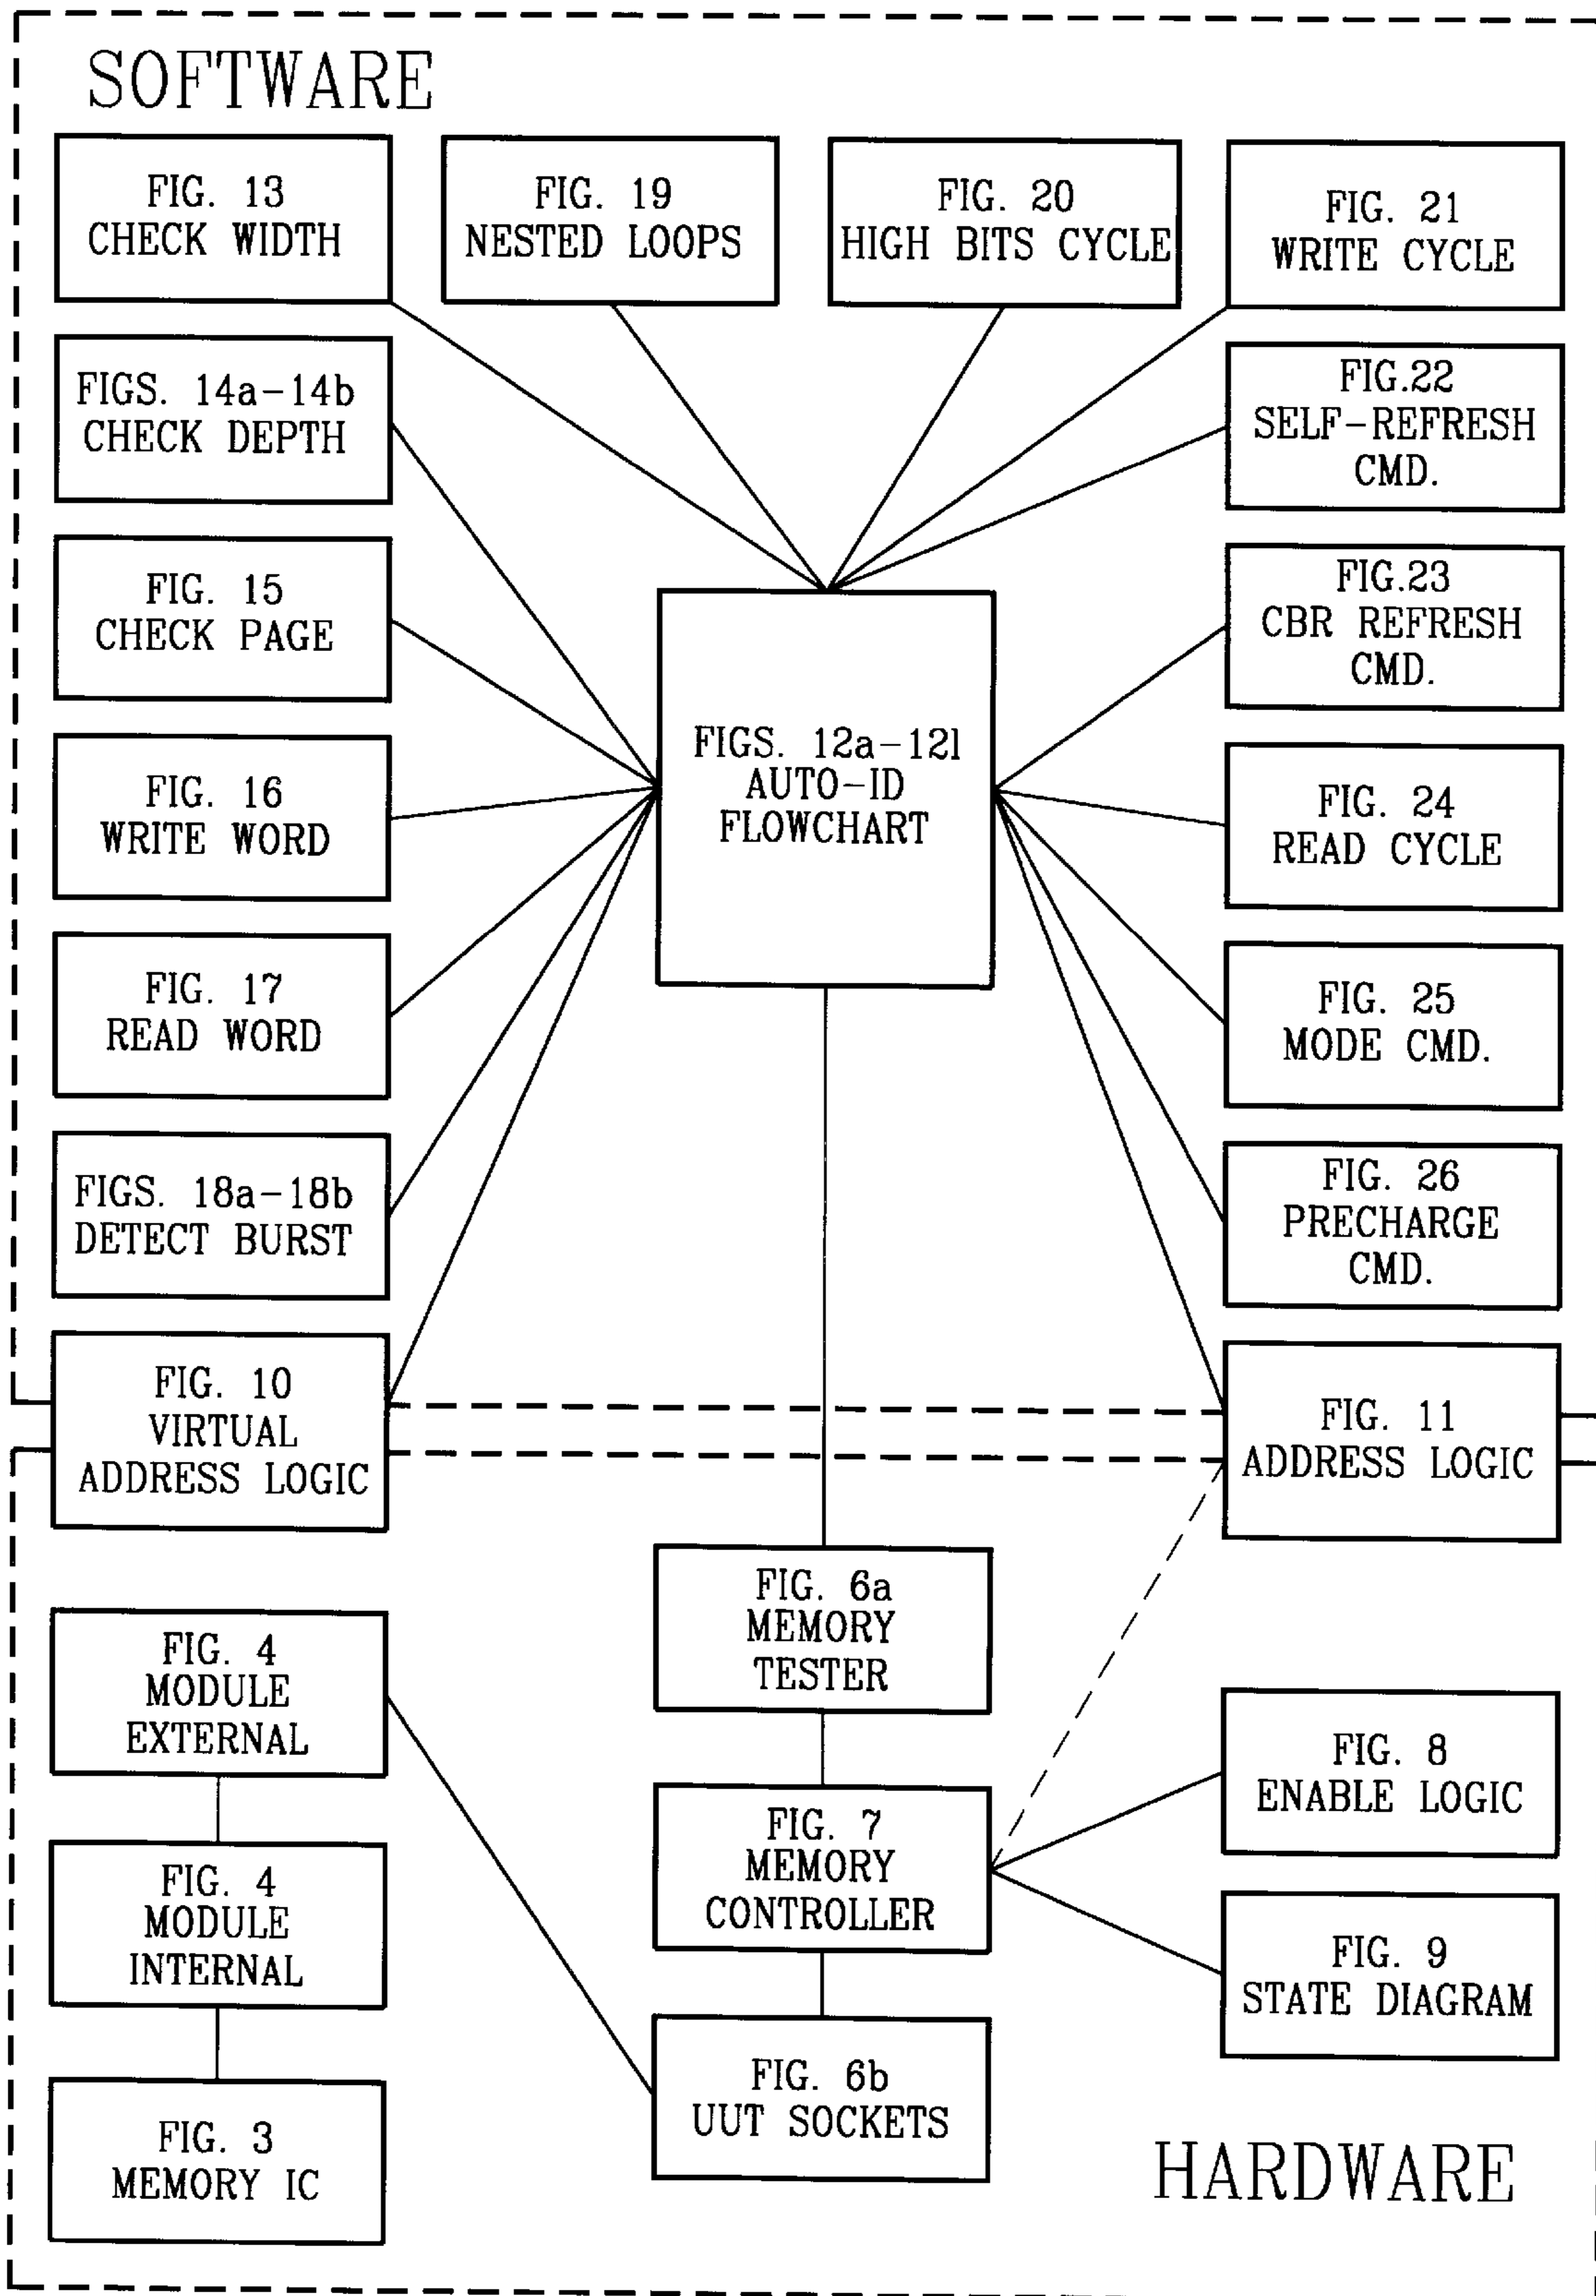 SOFTWARE
FIG. 13
CHECK WIDTH
FIG. 19
NESTED LOOPS
FIG. 20
HIGH BITS CYCLE
FIG. 21
WRITE CYCLE
FIGS. 14a-14b
CHECK DEPTH
FIG.22
SELF-REFRESH
CMD.
FIG. 15
CHECK PAGE
FIG.23
CBR REFRESH
CMD.
FIGS. 12a-12l
AUTO-ID
FLOWCHART
FIG. 16
WRITE WORD
FIG. 24
READ CYCLE
FIG. 17
READ WORD
FIG. 25
MODE CMD.
FIGS. 18a-18b
DETECT BURST
FIG. 26
PRECHARGE
CMD.
FIG. 10
VIRTUAL
ADDRESS LOGIC
FIG. 11
ADDRESS LOGIC
FIG. 6a
MEMORY
TESTER
FIG. 4
MODULE
EXTERNAL
FIG. 8
ENABLE LOGIC
FIG. 7
MEMORY
CONTROLLER
FIG. 4
MODULE
INTERNAL
FIG. 9
STATE DIAGRAM
FIG. 6b
UUT SOCKETS
FIG. 3
MEMORY IC
HARDWARE